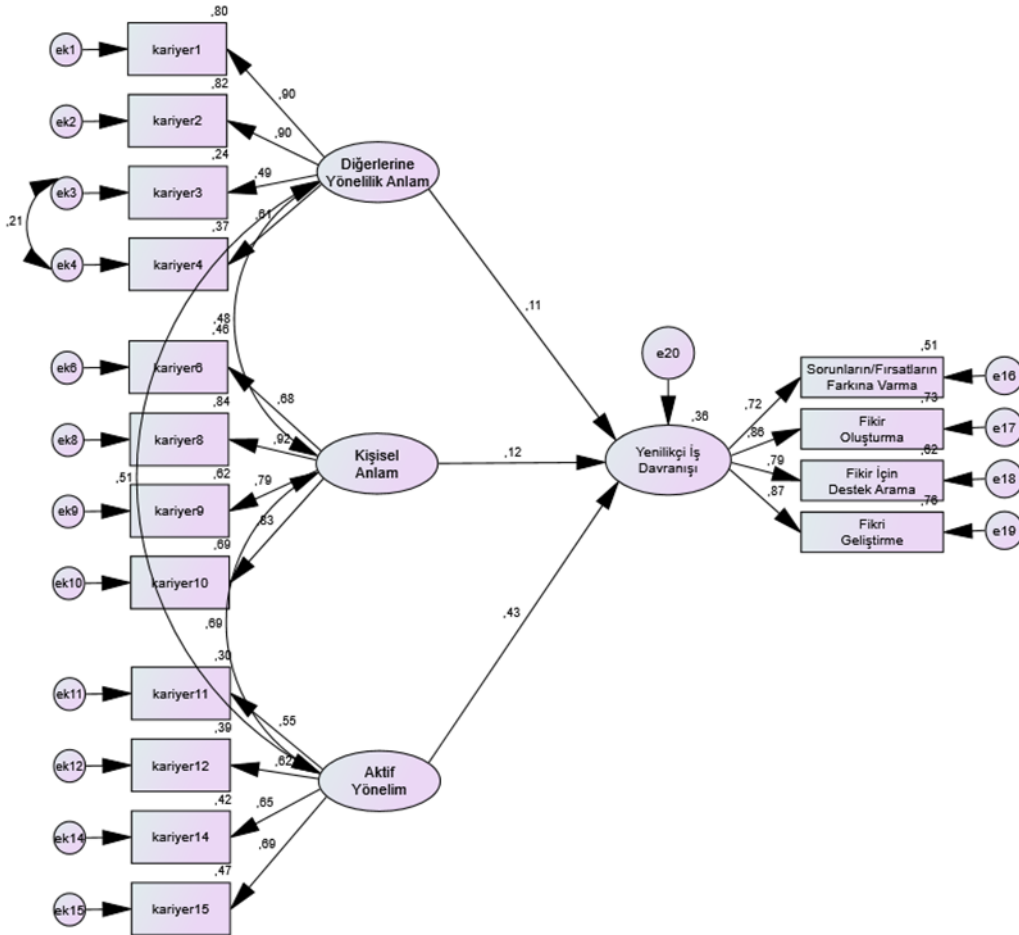 ,80
ek1
kariyer1
,90
,82
ek2
kariyer2
,90
,24
ek3
kariyer3
,49
,21
,37
ek4
kariyer4
,61
Diğerlerine
Yönelilik Anlam
,48
,46
ek6
kariyer6
,68
,84
ek8
kariyer8
,92
,62
,51
ek9
kariyer9
,79
,69
ek10
kariyer10
,83
Kişisel
Anlam
,69
,30
ek11
kariyer11
,55
,39
ek12
kariyer12
,62
,42
ek14
kariyer14
,65
,47
ek15
kariyer15
,69
Aktif
Yönelim
,11
,12
,43
e20
,36
Yenilikçi İş
Davranışı
,72
,51
Sorunların/Fırsatların
Farkına Varma
e16
,86
,73
Fikir
Oluşturma
e17
,79
,62
Fikir İçin
Destek Arama
e18
,87
,76
Fikri
Geliştirme
e19